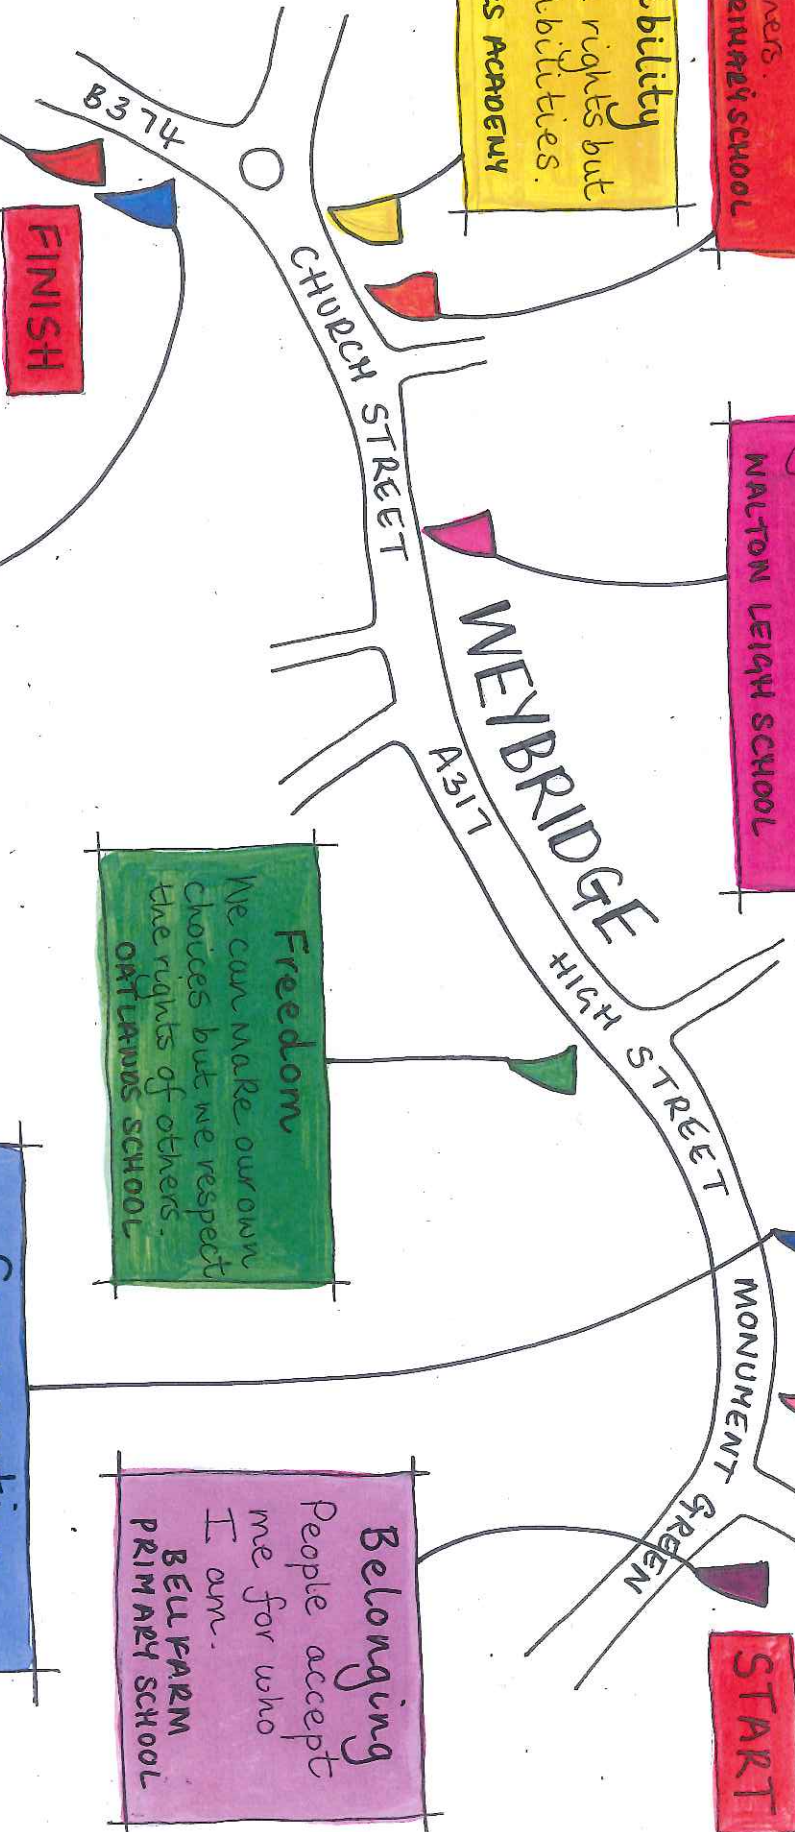 bility
rights but
bilities.
S ACADEMY
ners.
RIMARY SCHOOL
B374
FINISH
CHURCH STREET
WALTON LEIGH SCHOOL
WEYBRIDGE
A317
HIGH STREET
Freedom
We can make our own
choices but we respect
the rights of others.
OATLANDS SCHOOL
MONUMENT GREEN
Belonging
People accept
me for who
I am.
BELL FARM
PRIMARY SCHOOL
START